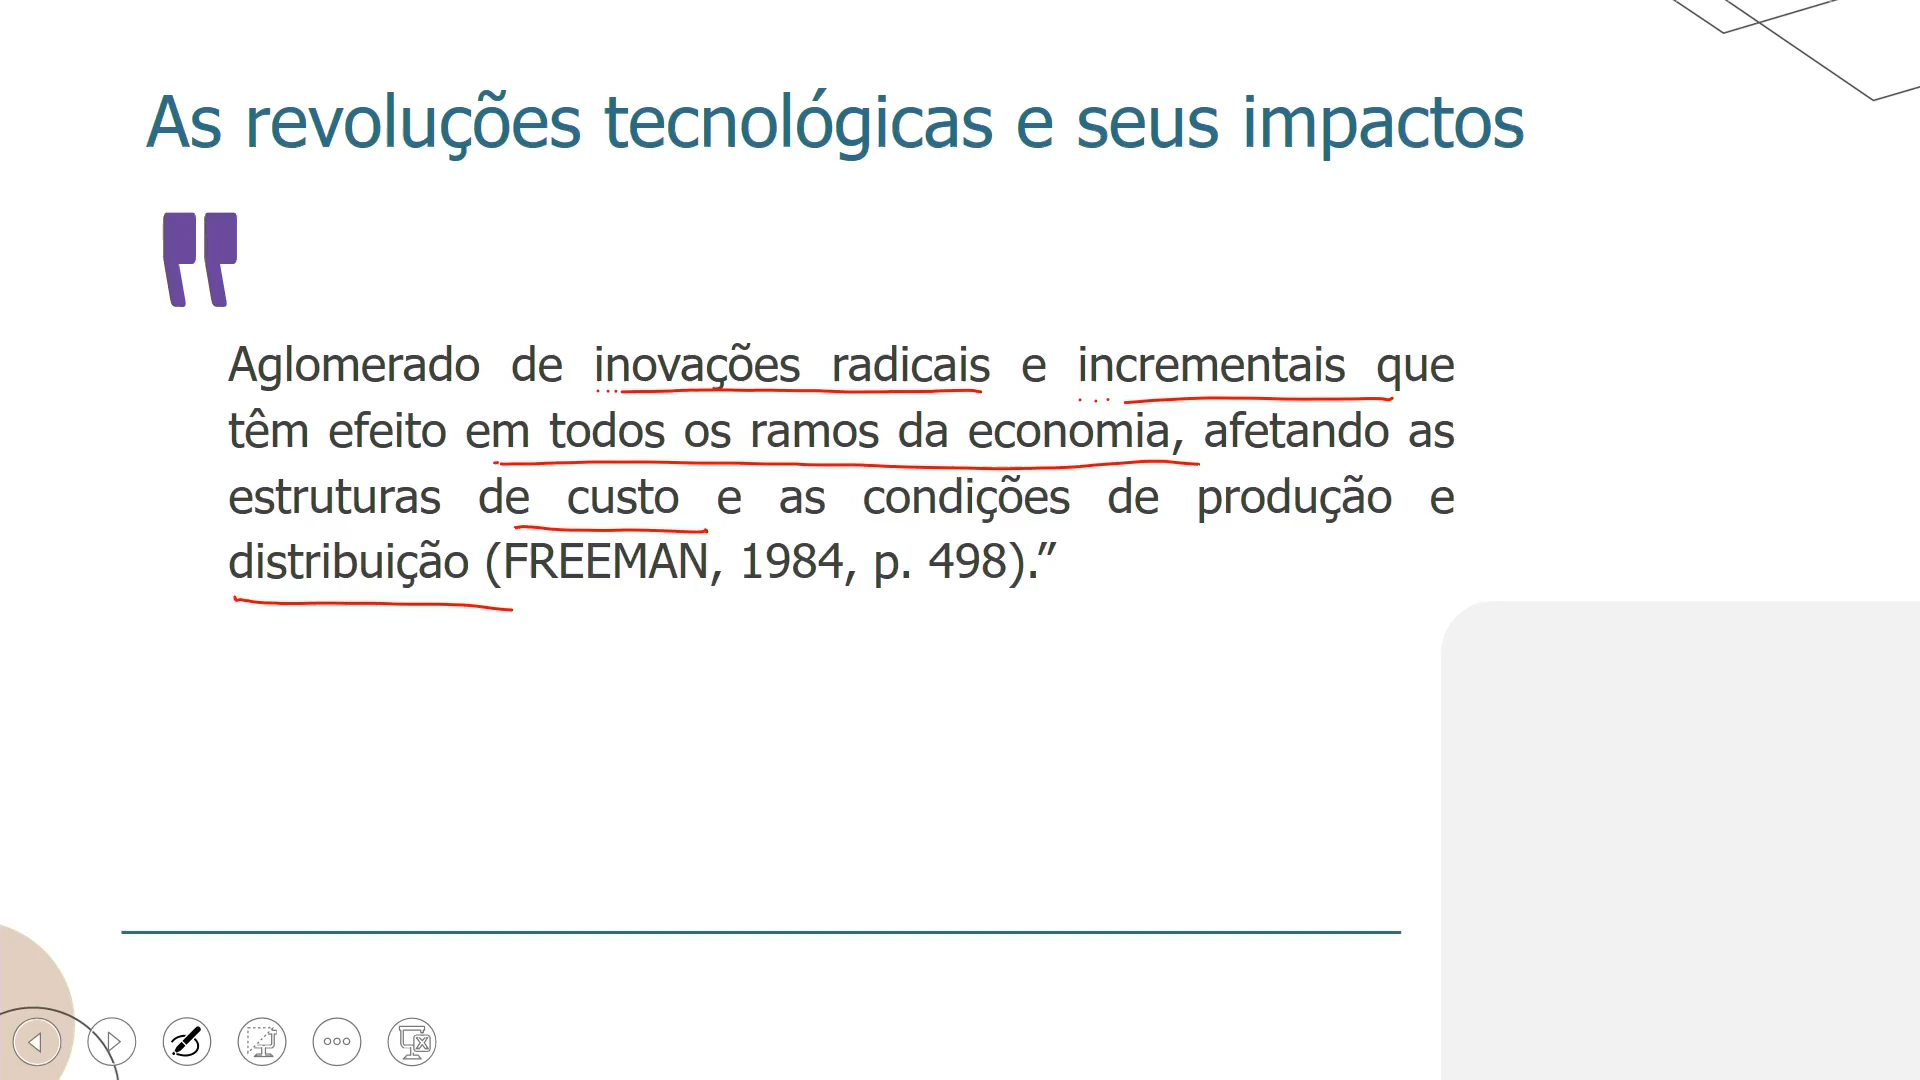 As revoluções tecnológicas e seus impactos
"
Aglomerado de inovações radicais e incrementais que
têm efeito em todos os ramos da economia, afetando as
estruturas de custo e as condições de produção e
distribuição (FREEMAN, 1984, p. 498).”